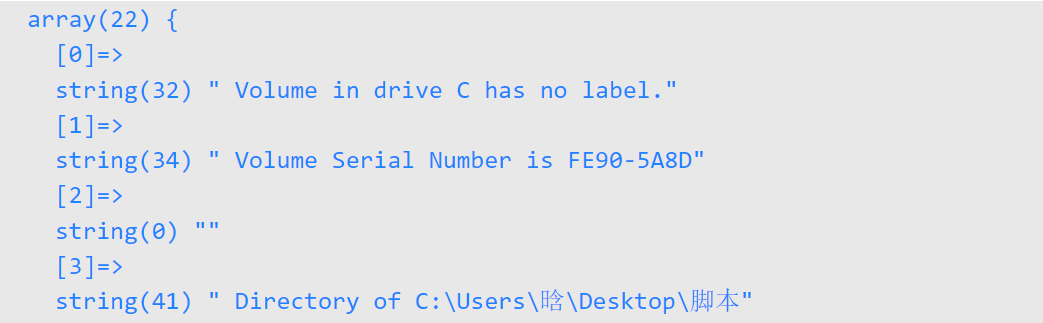 array(22) {
[0]=>
string(32) " Volume in drive C has no label."
[1]=>
string(34) " Volume Serial Number is FE90-5A8D"
[2]=>
string(0) ""
[3]=>
string(41) " Directory of C:\Users\晗\Desktop\脚本"